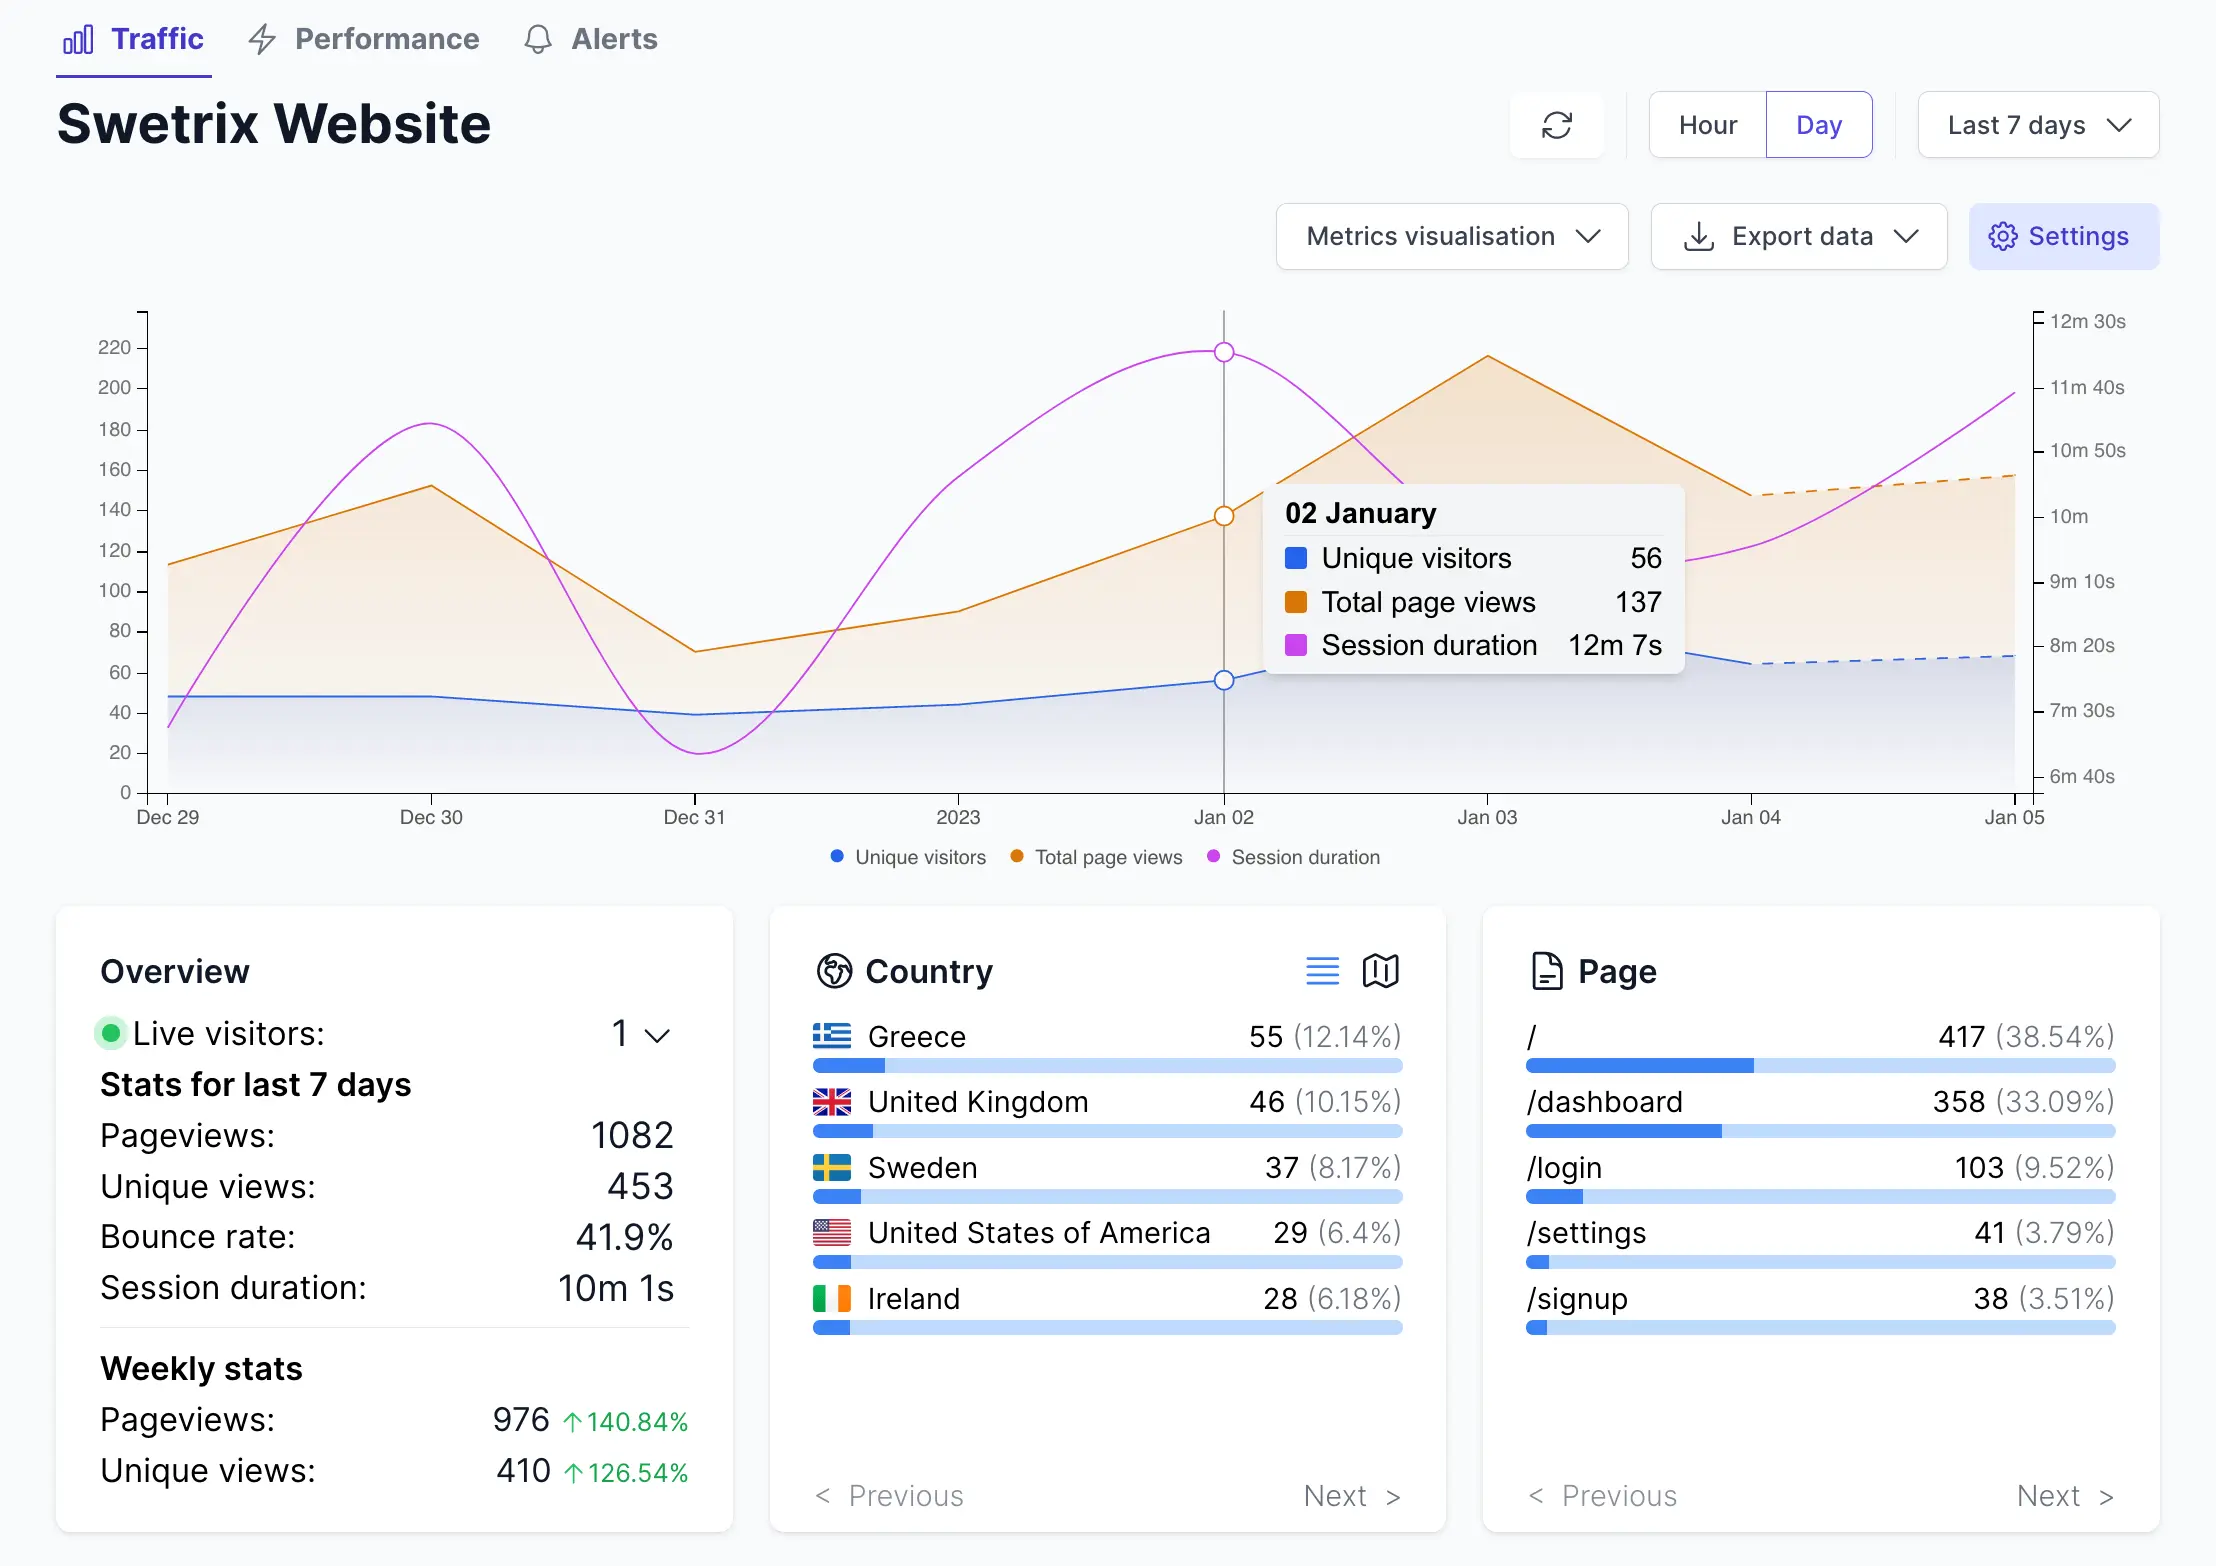 Traffic Performance Alerts
Swetrix Website
Hour Day Last 7 days
Metrics visualisation Export data Settings
220
200
180
160
140
120
100
80
60
40
20
0
12m 30s
11m 40s
10m 50s
10m
9m 10s
8m 20s
7m 30s
6m 40s
02 January
Unique visitors 56
Total page views 137
Session duration 12m 7s
Dec 29 Dec 30 Dec 31 2023 Jan 02 Jan 03 Jan 04 Jan 05
Unique visitors Total page views Session duration
Overview
Live visitors: 1
Stats for last 7 days
Pageviews: 1082
Unique views: 453
Bounce rate: 41.9%
Session duration: 10m 1s
Weekly stats
Pageviews: 976 ↑140.84%
Unique views: 410 ↑126.54%
Country
Greece 55 (12.14%)
United Kingdom 46 (10.15%)
Sweden 37 (8.17%)
United States of America 29 (6.4%)
Ireland 28 (6.18%)
< Previous Next >
Page
/ 417 (38.54%)
/dashboard 358 (33.09%)
/login 103 (9.52%)
/settings 41 (3.79%)
/signup 38 (3.51%)
< Previous Next >